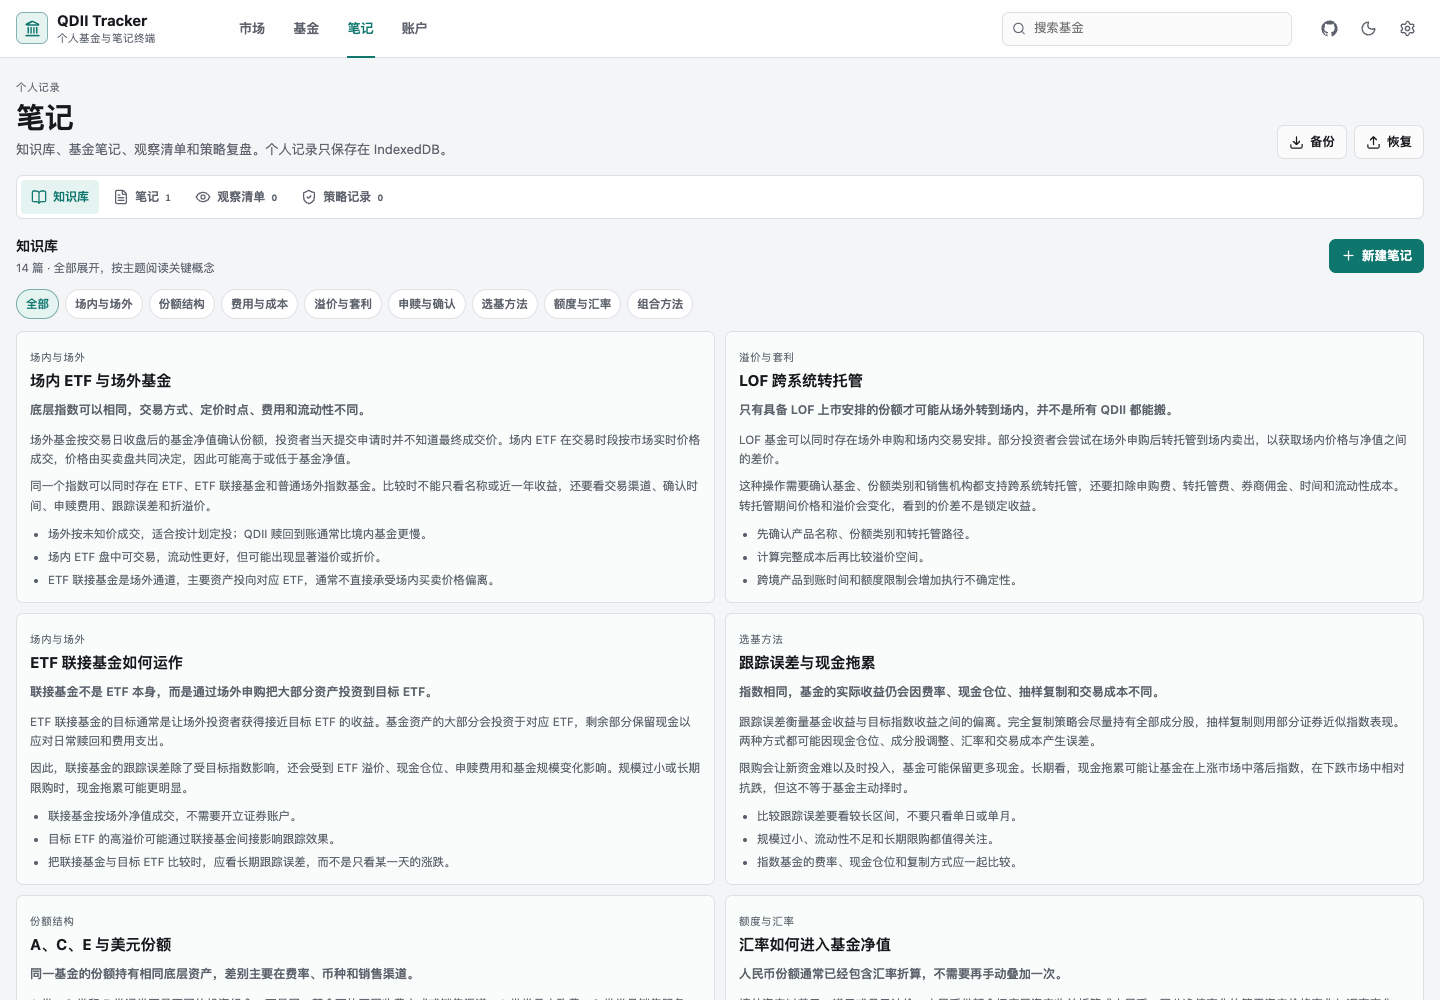 QDII Tracker
个人基金与笔记终端
市场
基金
笔记
账户
搜索基金
个人记录
笔记
知识库、基金笔记、观察清单和策略复盘。个人记录只保存在 IndexedDB。
备份
恢复
知识库
笔记 1
观察清单 0
策略记录 0
知识库
14 篇 · 全部展开，按主题阅读关键概念
新建笔记
全部
场内与场外
份额结构
费用与成本
溢价与套利
申赎与确认
选基方法
额度与汇率
组合方法
场内与场外
场内 ETF 与场外基金
底层指数可以相同，交易方式、定价时点、费用和流动性不同。
场外基金按交易日收盘后的基金净值确认份额，投资者当天提交申请时并不知道最终成交价。场内 ETF 在交易时段按市场实时价格
成交，价格由买卖盘共同决定，因此可能高于或低于基金净值。
同一个指数可以同时存在 ETF、ETF 联接基金和普通场外指数基金。比较时不能只看名称或近一年收益，还要看交易渠道、确认时
间、申赎费用、跟踪误差和折溢价。
场外按未知价成交，适合按计划定投；QDII 赎回到账通常比境内基金更慢。
场内 ETF 盘中可交易，流动性更好，但可能出现显著溢价或折价。
ETF 联接基金是场外通道，主要资产投向对应 ETF，通常不直接承受场内买卖价格偏离。
溢价与套利
LOF 跨系统转托管
只有具备 LOF 上市安排的份额才可能从场外转到场内，并不是所有 QDII 都能搬。
LOF 基金可以同时存在场外申购和场内交易安排。部分投资者会尝试在场外申购后转托管到场内卖出，以获取场内价格与净值之间
的差价。
这种操作需要确认基金、份额类别和销售机构都支持跨系统转托管，还要扣除申购费、转托管费、券商佣金、时间和流动性成本。
转托管期间价格和溢价会变化，看到的价差不是锁定收益。
先确认产品名称、份额类别和转托管路径。
计算完整成本后再比较溢价空间。
跨境产品到账时间和额度限制会增加执行不确定性。
场内与场外
ETF 联接基金如何运作
联接基金不是 ETF 本身，而是通过场外申购把大部分资产投资到目标 ETF。
ETF 联接基金的目标通常是让场外投资者获得接近目标 ETF 的收益。基金资产的大部分会投资于对应 ETF，剩余部分保留现金以
应对日常赎回和费用支出。
因此，联接基金的跟踪误差除了受目标指数影响，还会受到 ETF 溢价、现金仓位、申赎费用和基金规模变化影响。规模过小或长期
限购时，现金拖累可能更明显。
联接基金按场外净值成交，不需要开立证券账户。
目标 ETF 的高溢价可能通过联接基金间接影响跟踪效果。
把联接基金与目标 ETF 比较时，应看长期跟踪误差，而不是只看某一天的涨跌。
选基方法
跟踪误差与现金拖累
指数相同，基金的实际收益仍会因费率、现金仓位、抽样复制和交易成本不同。
跟踪误差衡量基金收益与目标指数收益之间的偏离。完全复制策略会尽量持有全部成分股，抽样复制则用部分证券近似指数表现。
两种方式都可能因现金仓位、成分股调整、汇率和交易成本产生误差。
限购会让新资金难以及时投入，基金可能保留更多现金。长期看，现金拖累可能让基金在上涨市场中落后指数，在下跌市场中相对
抗跌，但这不等于基金主动择时。
比较跟踪误差要看较长区间，不要只看单日或单月。
规模过小、流动性不足和长期限购都值得关注。
指数基金的费率、现金仓位和复制方式应一起比较。
份额结构
A、C、E 与美元份额
同一基金的份额持有相同底层资产，差别主要在费率、币种和销售渠道。
额度与汇率
汇率如何进入基金净值
人民币份额通常已经包含汇率折算，不需要再手动叠加一次。